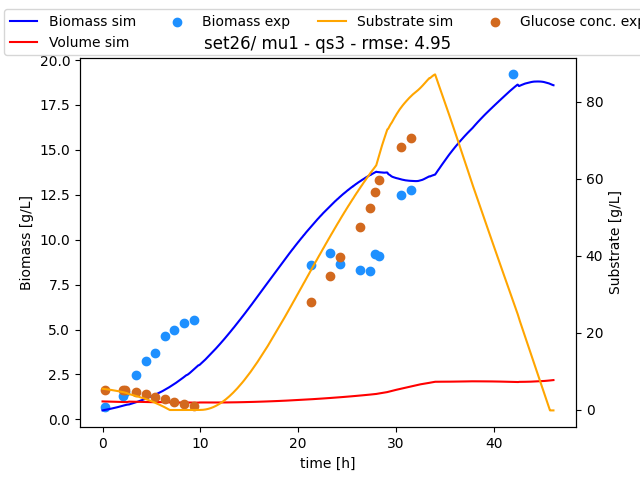 Biomass sim Biomass exp Substrate sim Glucose conc. exp
Volume sim
set26/ mu1 - qs3 - rmse: 4.95
20.0
17.5
15.0
12.5
10.0
7.5
5.0
2.5
0.0
Biomass [g/L]
80
60
40
20
0
Substrate [g/L]
0 10 20 30 40
time [h]